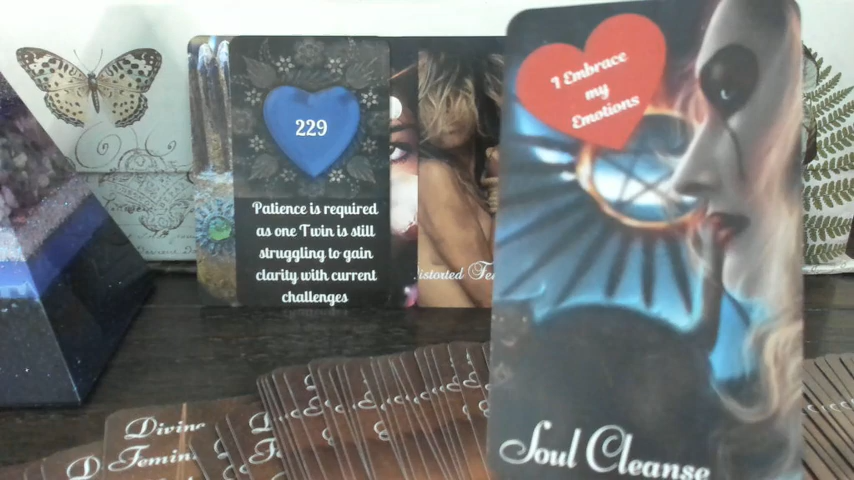 229
Patience is required
as one Twin is still
struggling to gain
clarity with current
challenges
I Embrace
my
Emotions
Soul Cleanse
Divine